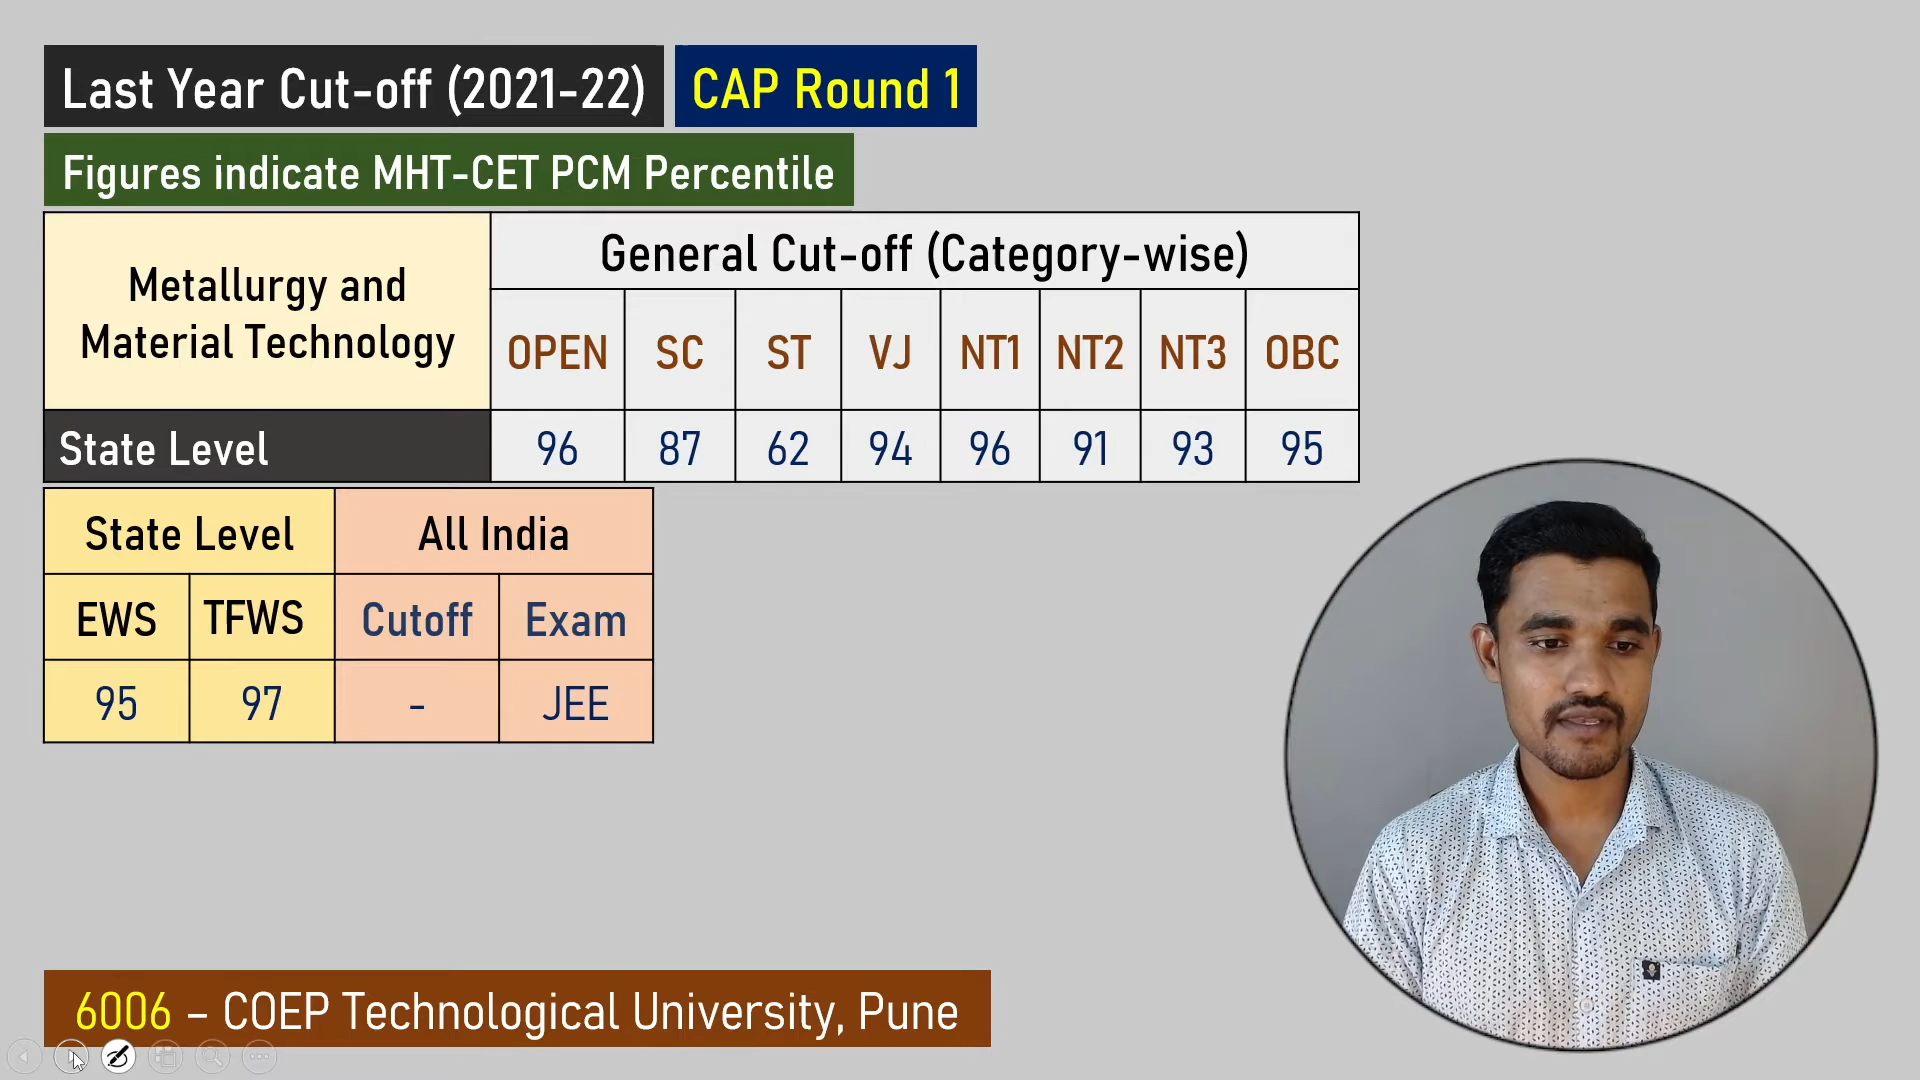 Last Year Cut-off (2021-22) CAP Round 1
Figures indicate MHT-CET PCM Percentile
Metallurgy and
Material Technology
General Cut-off (Category-wise)
OPEN SC ST VJ NT1 NT2 NT3 OBC
State Level 96 87 62 94 96 91 93 95
State Level All India
EWS TFWS Cutoff Exam
95 97 - JEE
6006 – COEP Technological University, Pune